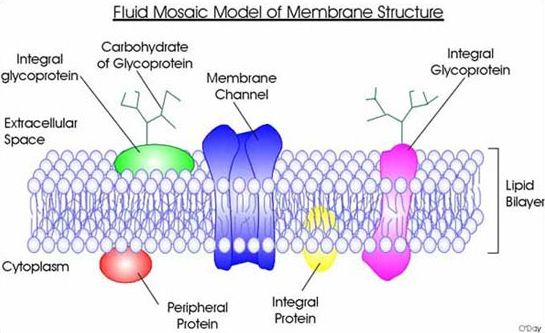 Fluid Mosaic Model of Membrane Structure
Integral
glycoprotein
Carbohydrate
of Glycoprotein
Membrane
Channel
Integral
Glycoprotein
Extracellular
Space
Lipid
Bilayer
Cytoplasm
Peripheral
Protein
Integral
Protein
O'Day